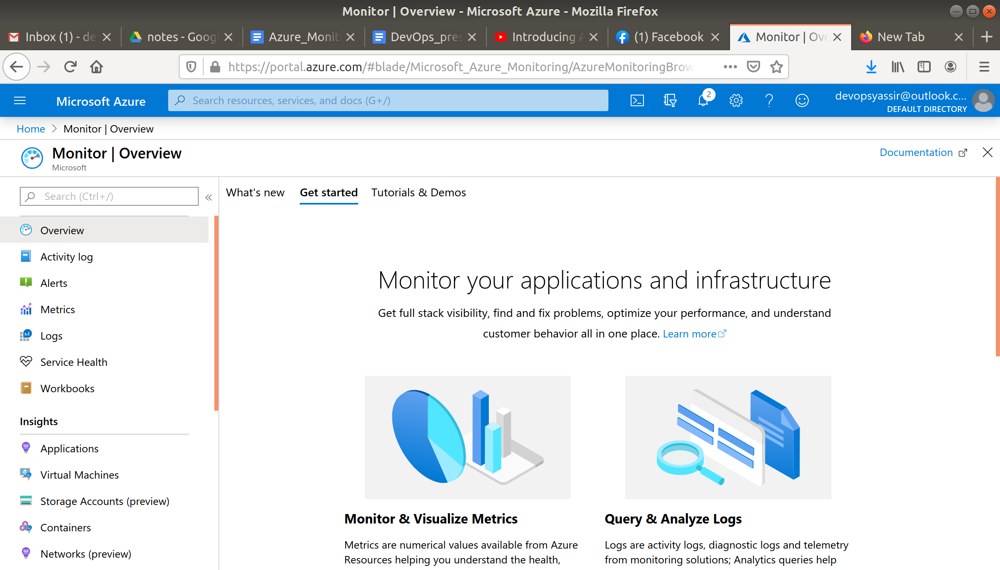 Monitor | Overview - Microsoft Azure - Mozilla Firefox
Inbox (1) - de
notes - Goog
Azure_Monit
DevOps_pres
Introducing A
(1) Facebook
Monitor | Ove
New Tab
https://portal.azure.com/#blade/Microsoft_Azure_Monitoring/AzureMonitoringBrow
Microsoft Azure
Search resources, services, and docs (G+/)
2
devopsyassir@outlook.c...
DEFAULT DIRECTORY
Home > Monitor | Overview
Monitor | Overview
Microsoft
Documentation
Search (Ctrl+/)
«
What's new
Get started
Tutorials & Demos
Overview
Activity log
Alerts
Metrics
Logs
Service Health
Workbooks
Insights
Applications
Virtual Machines
Storage Accounts (preview)
Containers
Networks (preview)
Monitor your applications and infrastructure
Get full stack visibility, find and fix problems, optimize your performance, and understand
customer behavior all in one place. Learn more
Monitor & Visualize Metrics
Metrics are numerical values available from Azure
Resources helping you understand the health,
Query & Analyze Logs
Logs are activity logs, diagnostic logs and telemetry
from monitoring solutions; Analytics queries help